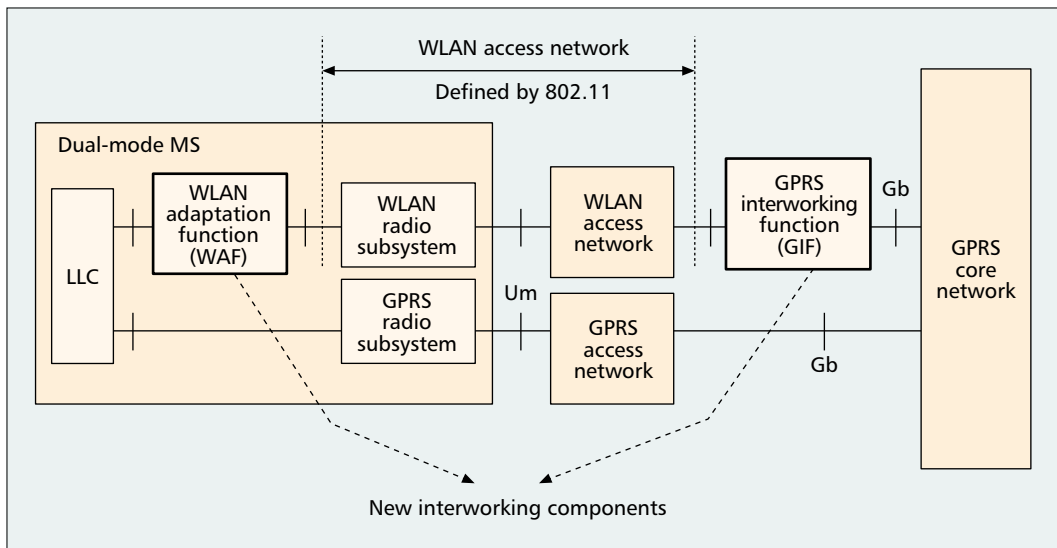 WLAN access network
Defined by 802.11
Dual-mode MS
LLC
WLAN
adaptation
function
(WAF)
WLAN
radio
subsystem
WLAN
access
network
GPRS
interworking
function
(GIF)
Gb
GPRS
core
network
GPRS
radio
subsystem
Um
GPRS
access
network
Gb
New interworking components